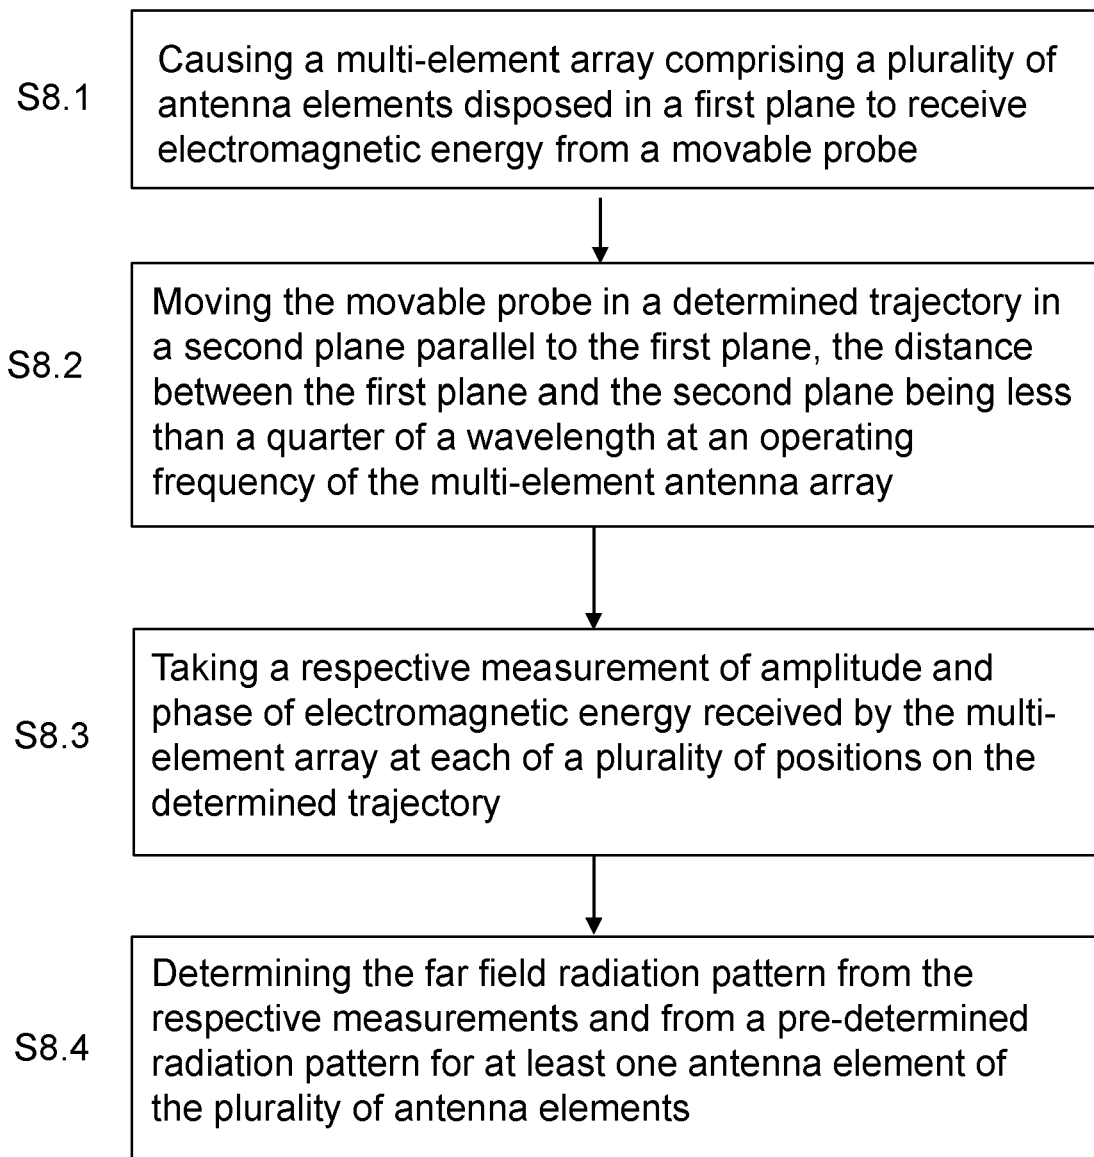 S8.1
Causing a multi-element array comprising a plurality of
antenna elements disposed in a first plane to receive
electromagnetic energy from a movable probe
S8.2
Moving the movable probe in a determined trajectory in
a second plane parallel to the first plane, the distance
between the first plane and the second plane being less
than a quarter of a wavelength at an operating
frequency of the multi-element antenna array
S8.3
Taking a respective measurement of amplitude and
phase of electromagnetic energy received by the multi-
element array at each of a plurality of positions on the
determined trajectory
S8.4
Determining the far field radiation pattern from the
respective measurements and from a pre-determined
radiation pattern for at least one antenna element of
the plurality of antenna elements